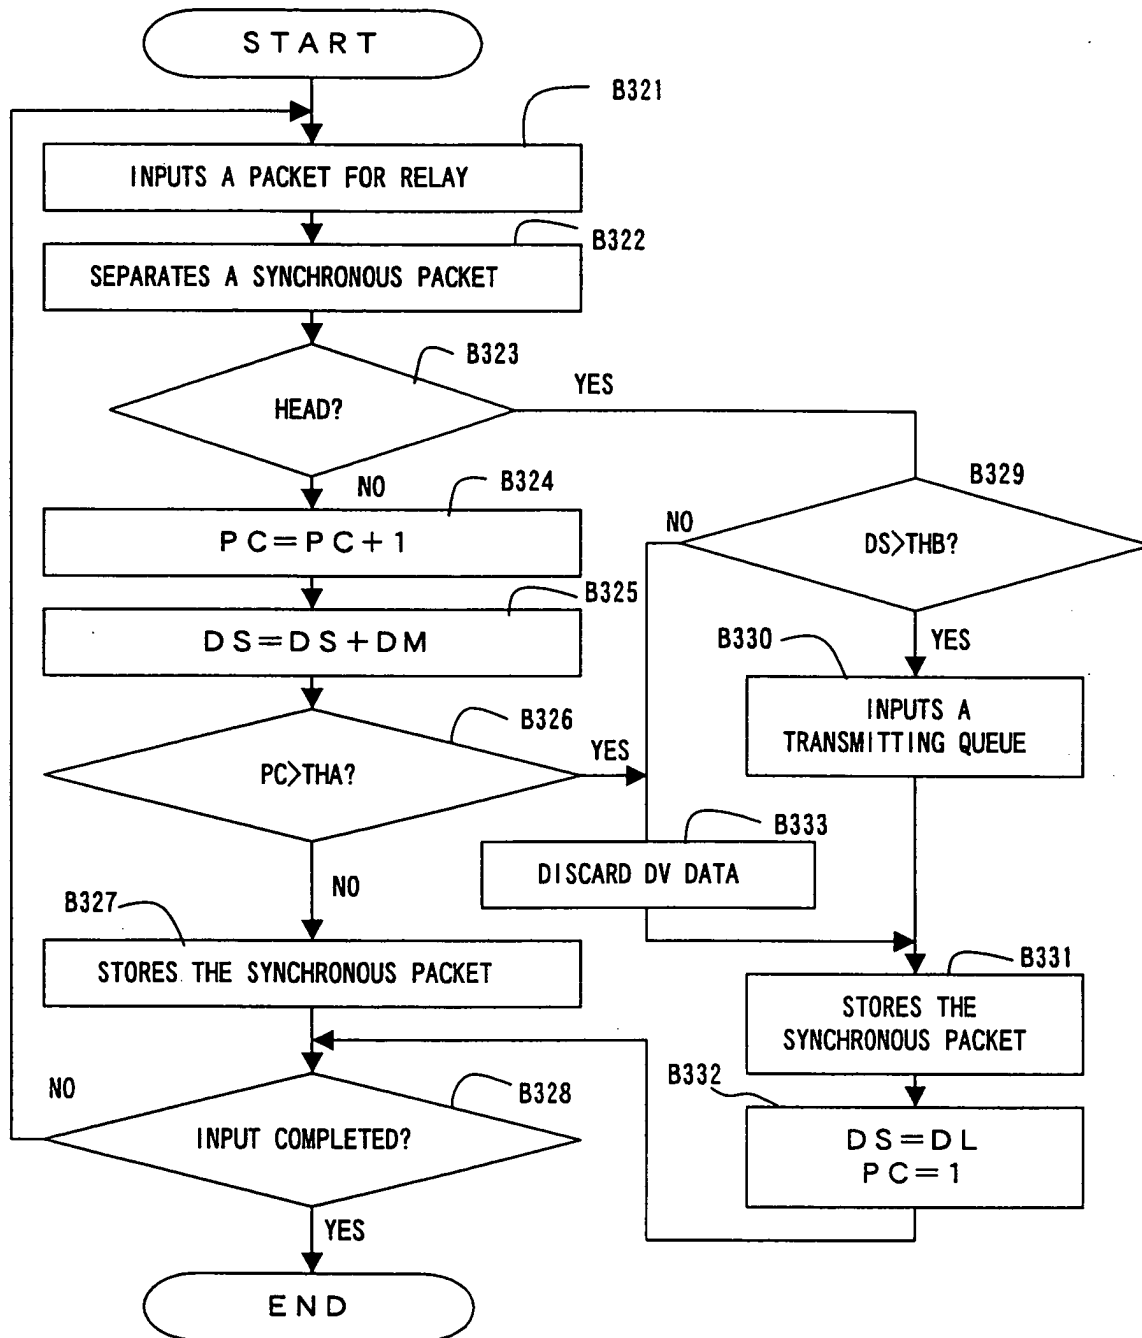 START
B321
INPUTS A PACKET FOR RELAY
B322
SEPARATES A SYNCHRONOUS PACKET
B323
HEAD?
YES
NO
B324
PC=PC+1
B325
DS=DS+DM
B326
PC>THA?
YES
NO
B327
STORES THE SYNCHRONOUS PACKET
B328
INPUT COMPLETED?
NO
YES
END
B329
DS>THB?
NO
YES
B330
INPUTS A
TRANSMITTING QUEUE
B333
DISCARD DV DATA
B331
STORES THE
SYNCHRONOUS PACKET
B332
DS=DL
PC=1